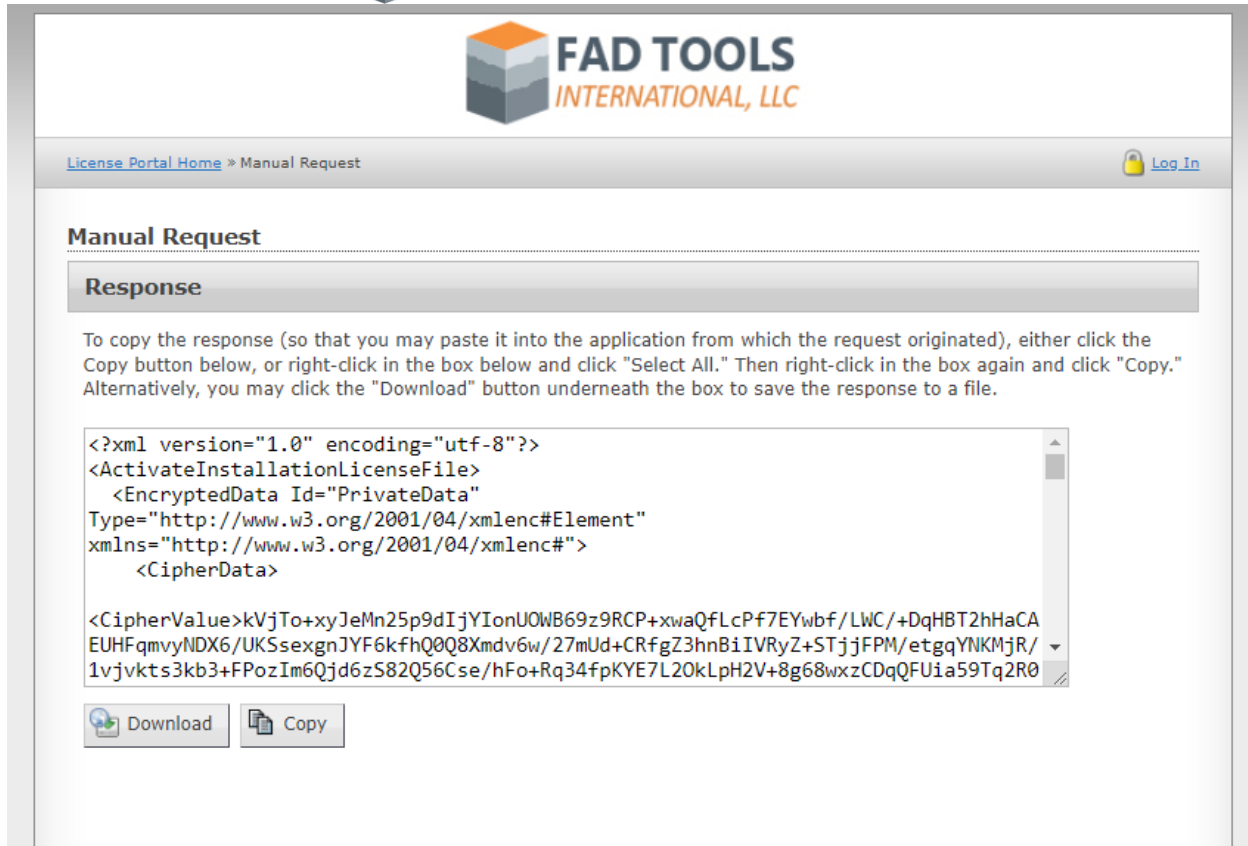 FAD TOOLS
INTERNATIONAL, LLC
License Portal Home » Manual Request
Log In
Manual Request
Response
To copy the response (so that you may paste it into the application from which the request originated), either click the
Copy button below, or right-click in the box below and click "Select All." Then right-click in the box again and click "Copy."
Alternatively, you may click the "Download" button underneath the box to save the response to a file.
<?xml version="1.0" encoding="utf-8"?>
<ActivateInstallationLicenseFile>
  <EncryptedData Id="PrivateData"
Type="http://www.w3.org/2001/04/xmlenc#Element"
xmlns="http://www.w3.org/2001/04/xmlenc#">
    <CipherData>
<CipherValue>kVjTo+xyJeMn25p9dIjYIonUOWB69z9RCP+xwaQfLcPf7EYwbf/LWC/+DqHBT2hHaCA
EUHFqmvyNDX6/UKSsexgnJYF6kfhQ0Q8Xmdv6w/27mUd+CRfgZ3hnBiIVRyZ+STjjFPM/etgqYNKMjR/
1vjvkts3kb3+FPozIm6Qjd6zS82Q56Cse/hFo+Rq34fpKYE7L2OkLpH2V+8g68wxzCDqQFUia59Tq2R0
Download
Copy